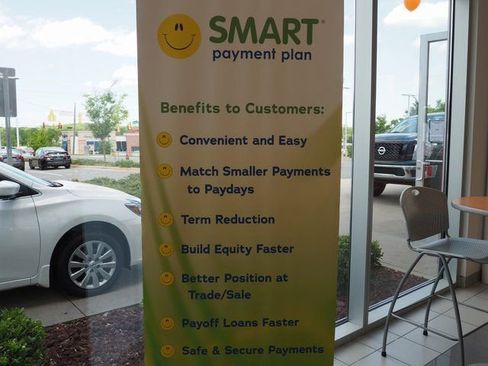 SMART®
payment plan
Benefits to Customers:
Convenient and Easy
Match Smaller Payments
to Paydays
Term Reduction
Build Equity Faster
Better Position at
Trade/Sale
Payoff Loans Faster
Safe & Secure Payments